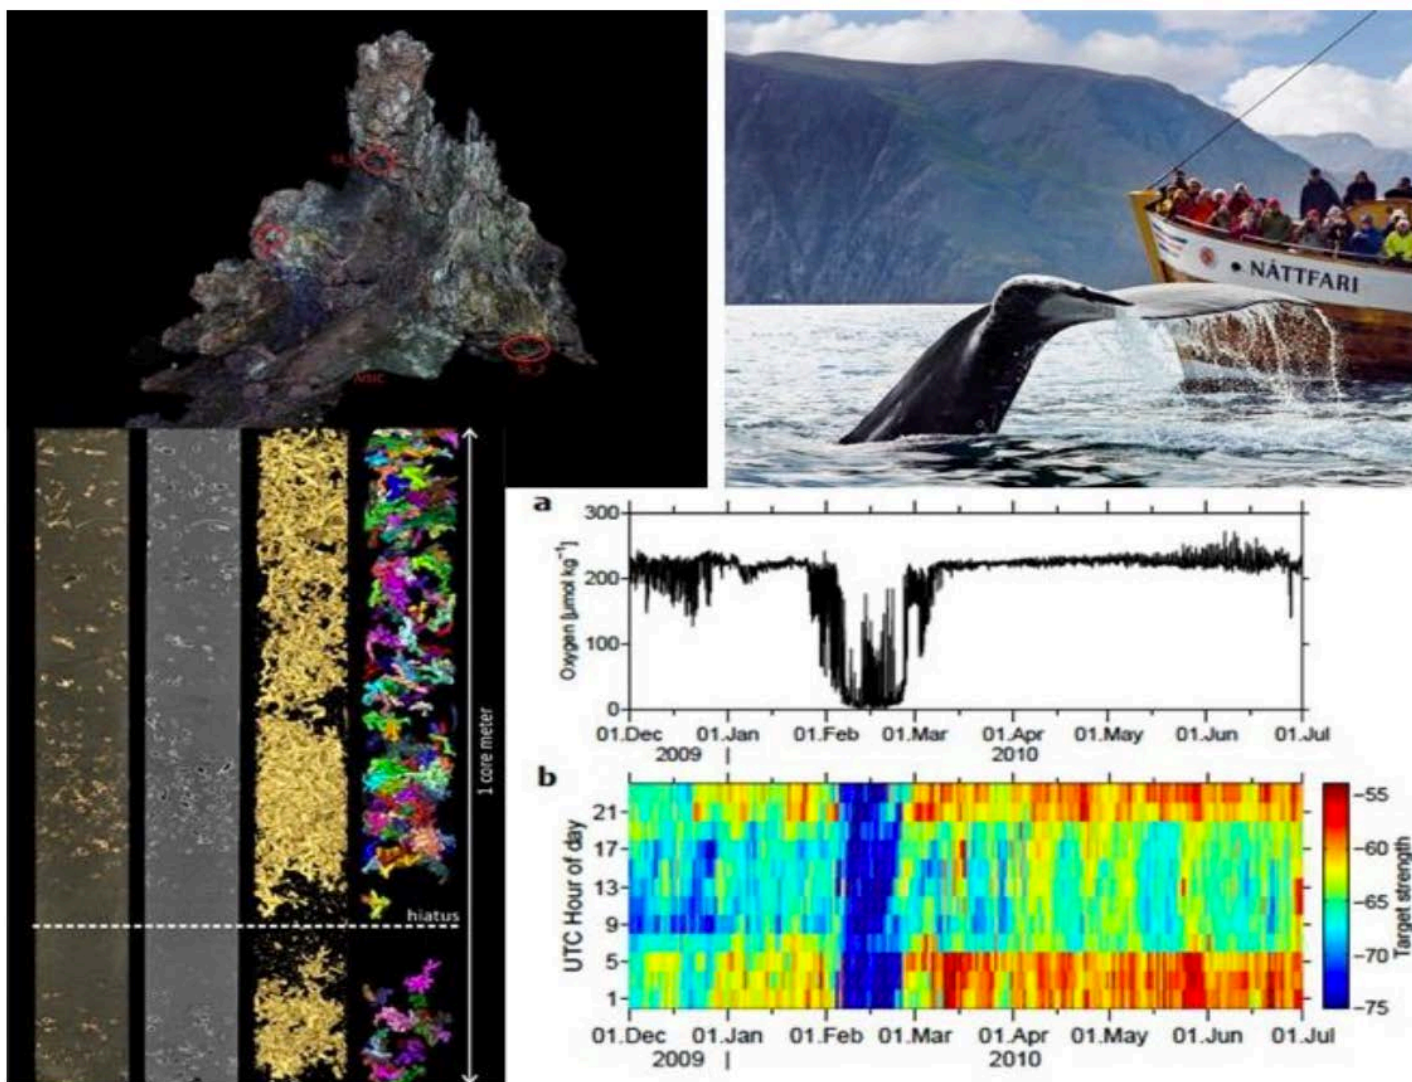 NÁTTFARI
1 core meter
hiatus
a
300
200
100
0
Oxygen [µmol kg⁻¹]
01.Dec 01.Jan 01.Feb 01.Mar 01.Apr 01.May 01.Jun 01.Jul
2009 | 2010
b
21
17
13
9
5
1
UTC Hour of day
01.Dec 01.Jan 01.Feb 01.Mar 01.Apr 01.May 01.Jun 01.Jul
2009 | 2010
-55
-60
-65
-70
-75
Target strength